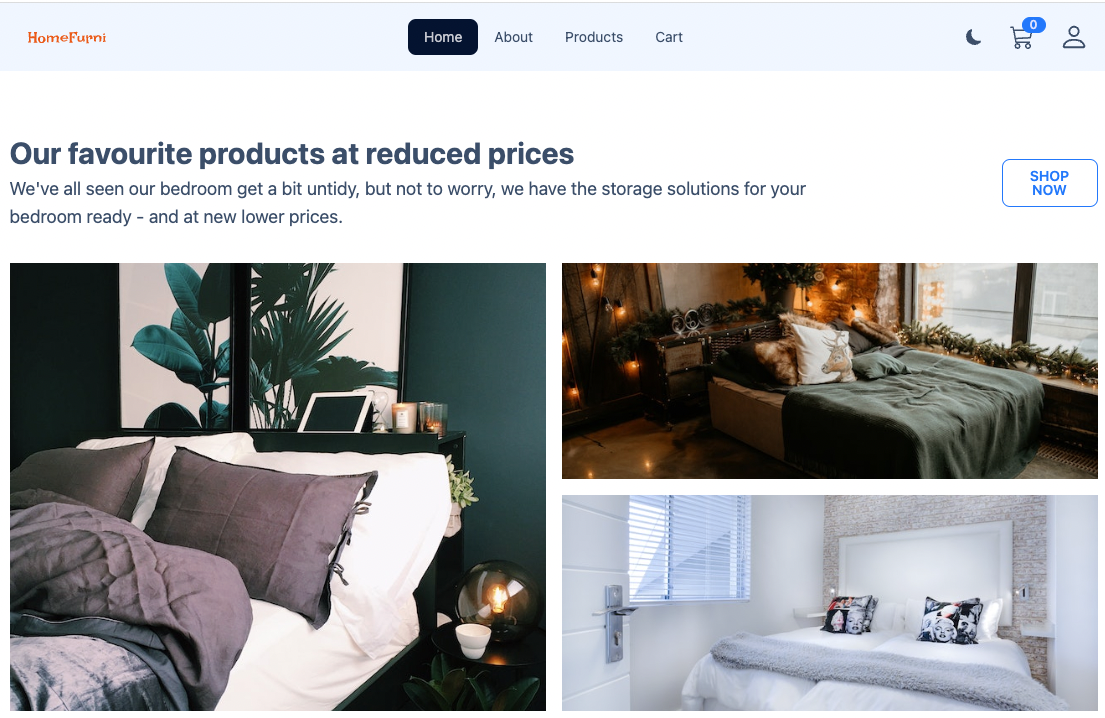 HomeFurni
Home
About
Products
Cart
0
Our favourite products at reduced prices
We've all seen our bedroom get a bit untidy, but not to worry, we have the storage solutions for your
bedroom ready - and at new lower prices.
SHOP
NOW